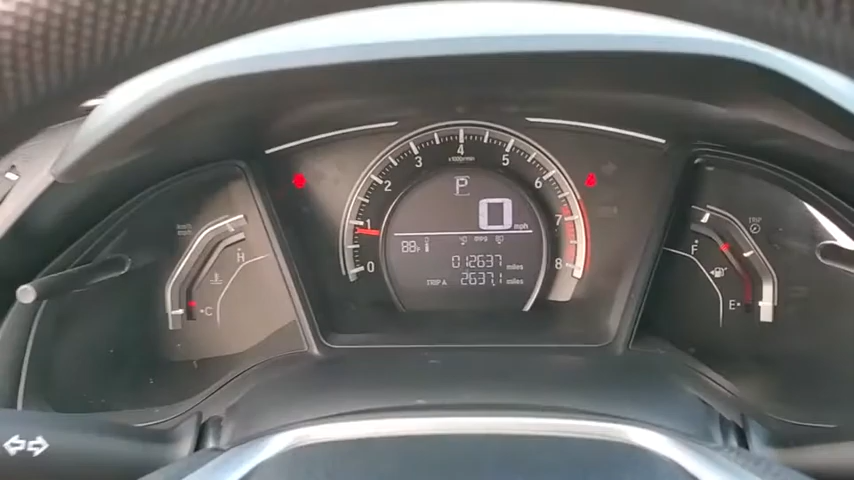 4
3 5
x1000r/min
2 6
P
1 0 mph 7
88°F
0 012637 miles 8
TRIP A 2637.1 miles
H
C
TRIP
F
E